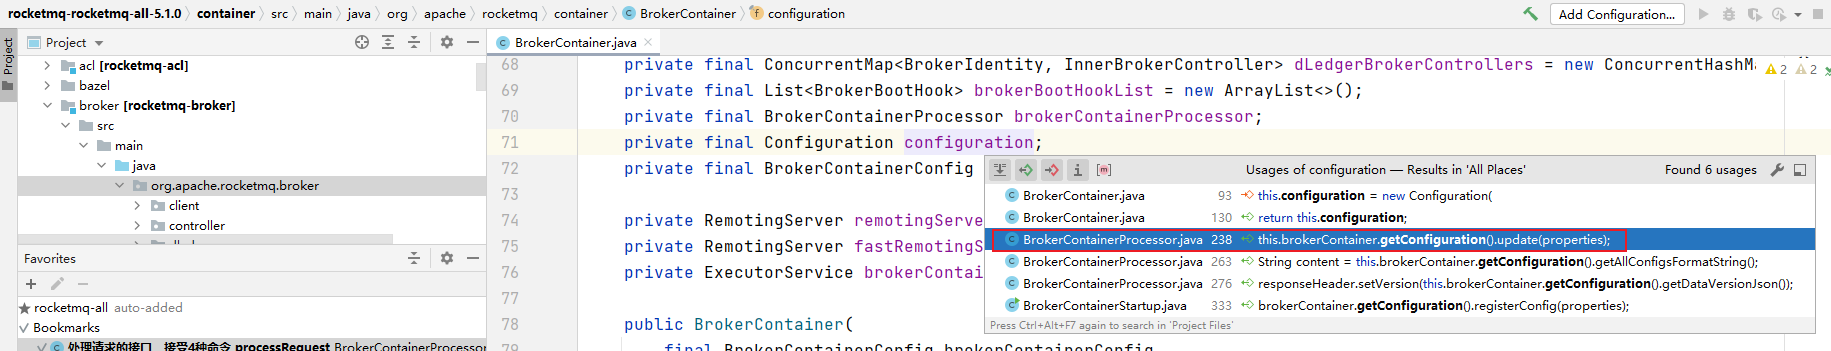 rocketmq-rocketmq-all-5.1.0 › container › src › main › java › org › apache › rocketmq › container › BrokerContainer › configuration
Add Configuration...
Project
Project
BrokerContainer.java
acl [rocketmq-acl]
bazel
broker [rocketmq-broker]
src
main
java
org.apache.rocketmq.broker
client
controller
Favorites
rocketmq-all auto-added
Bookmarks
处理请求的接口，接受4种命令 processRequest BrokerContainerProcessor
2 2
68 private final ConcurrentMap<BrokerIdentity, InnerBrokerController> dLedgerBrokerControllers = new ConcurrentHashM
69 private final List<BrokerBootHook> brokerBootHookList = new ArrayList<>();
70 private final BrokerContainerProcessor brokerContainerProcessor;
71 private final Configuration configuration;
72 private final BrokerContainerConfig
73
74 private RemotingServer remotingServe
75 private RemotingServer fastRemotingS
76 private ExecutorService brokerContai
77
78 public BrokerContainer(
79 final BrokerContainerConfig brokerContainerConfig
Usages of configuration — Results in 'All Places' Found 6 usages
BrokerContainer.java 93 this.configuration = new Configuration(
BrokerContainer.java 130 return this.configuration;
BrokerContainerProcessor.java 238 this.brokerContainer.getConfiguration().update(properties);
BrokerContainerProcessor.java 263 String content = this.brokerContainer.getConfiguration().getAllConfigsFormatString();
BrokerContainerProcessor.java 276 responseHeader.setVersion(this.brokerContainer.getConfiguration().getDataVersionJson());
BrokerContainerStartup.java 333 brokerContainer.getConfiguration().registerConfig(properties);
Press Ctrl+Alt+F7 again to search in 'Project Files'